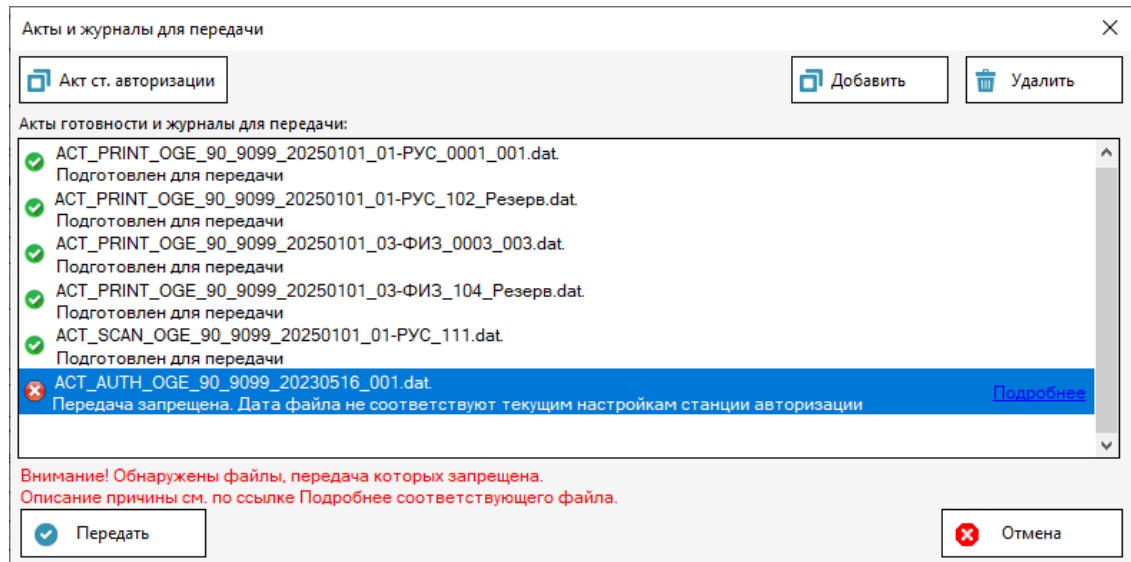 Акты и журналы для передачи
Акт ст. авторизации
Добавить
Удалить
Акты готовности и журналы для передачи:
ACT_PRINT_OGE_90_9099_20250101_01-РУС_0001_001.dat.
Подготовлен для передачи
ACT_PRINT_OGE_90_9099_20250101_01-РУС_102_Резерв.dat.
Подготовлен для передачи
ACT_PRINT_OGE_90_9099_20250101_03-ФИЗ_0003_003.dat.
Подготовлен для передачи
ACT_PRINT_OGE_90_9099_20250101_03-ФИЗ_104_Резерв.dat.
Подготовлен для передачи
ACT_SCAN_OGE_90_9099_20250101_01-РУС_111.dat.
Подготовлен для передачи
ACT_AUTH_OGE_90_9099_20230516_001.dat.
Передача запрещена. Дата файла не соответствуют текущим настройкам станции авторизации Подробнее
Внимание! Обнаружены файлы, передача которых запрещена.
Описание причины см. по ссылке Подробнее соответствующего файла.
Передать
Отмена